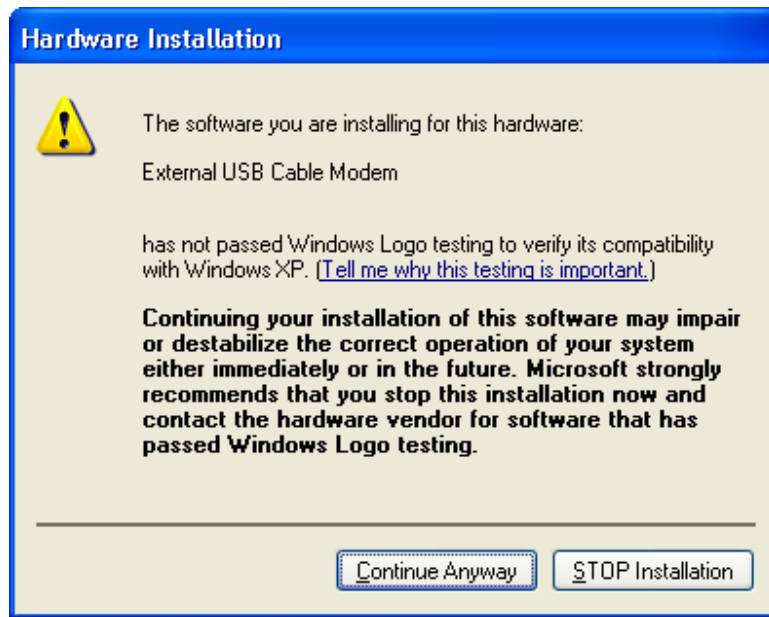 Hardware Installation
The software you are installing for this hardware:
External USB Cable Modem
has not passed Windows Logo testing to verify its compatibility
with Windows XP. (Tell me why this testing is important.)
Continuing your installation of this software may impair
or destabilize the correct operation of your system
either immediately or in the future. Microsoft strongly
recommends that you stop this installation now and
contact the hardware vendor for software that has
passed Windows Logo testing.
Continue Anyway STOP Installation